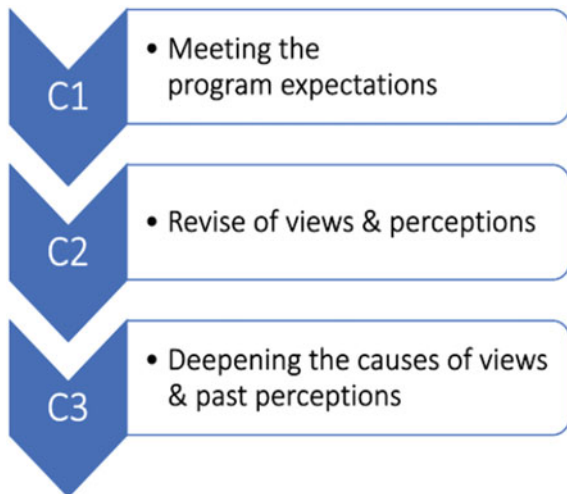 C1
• Meeting the
program expectations
C2
• Revise of views & perceptions
C3
• Deepening the causes of views
& past perceptions